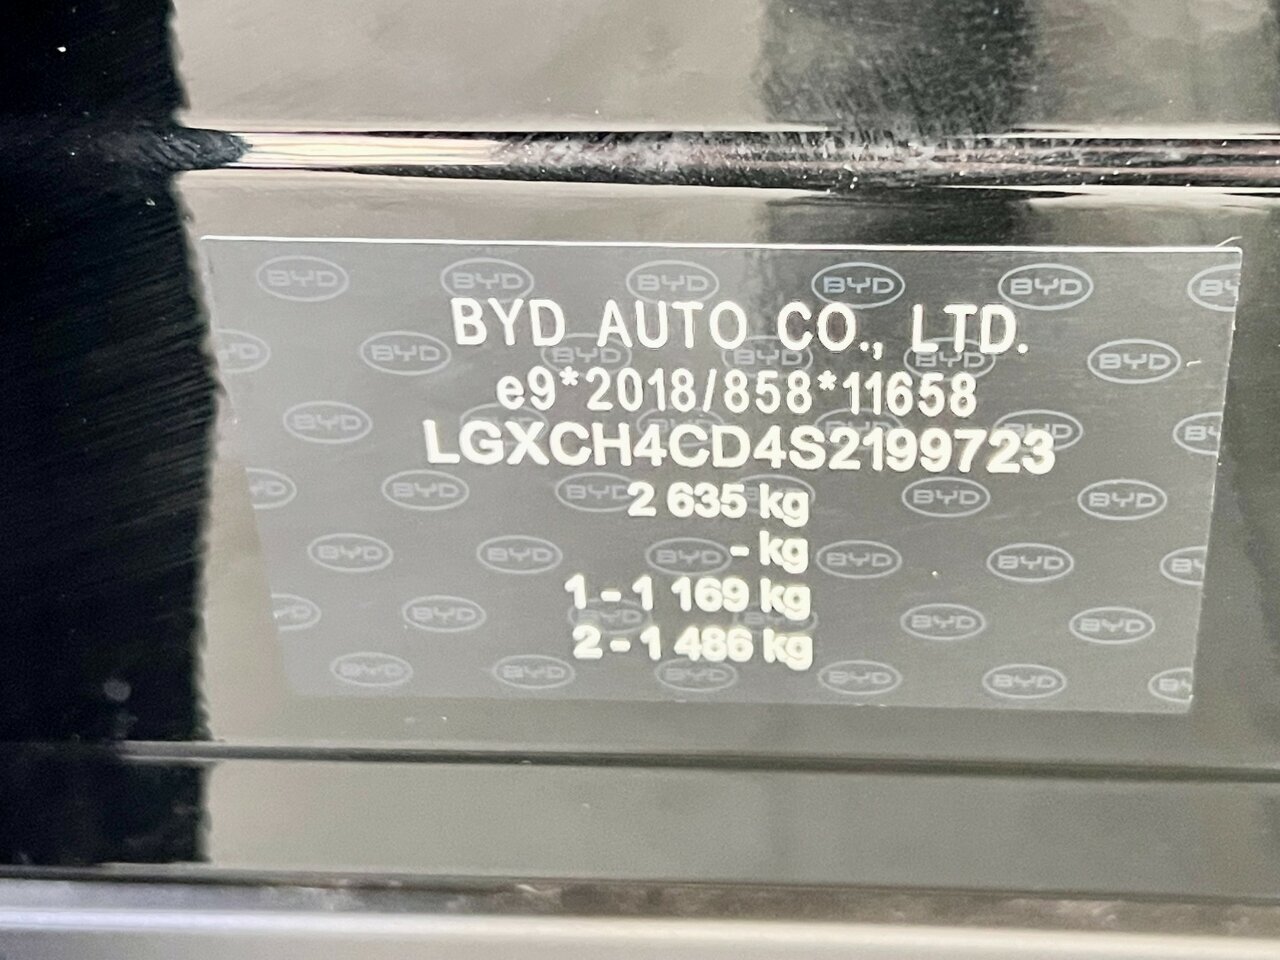 BYD AUTO CO., LTD.
e9*2018/858*11658
LGXCH4CD4S2199723
2 635 kg
- kg
1 - 1 169 kg
2 - 1 486 kg